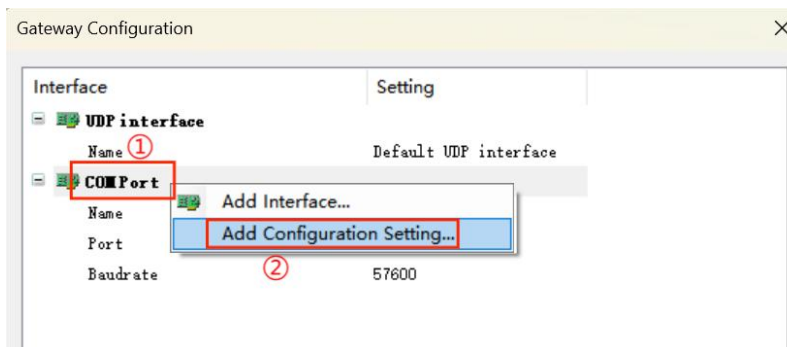 Gateway Configuration
Interface Setting
UDP interface
Name ① Default UDP interface
COMPort
Name Add Interface...
Port Add Configuration Setting...
Baudrate ② 57600